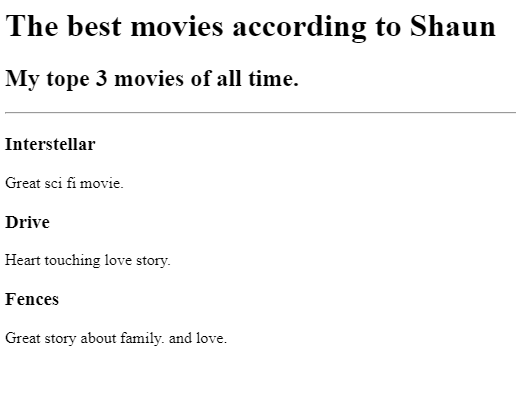 The best movies according to Shaun
My tope 3 movies of all time.
Interstellar
Great sci fi movie.
Drive
Heart touching love story.
Fences
Great story about family. and love.